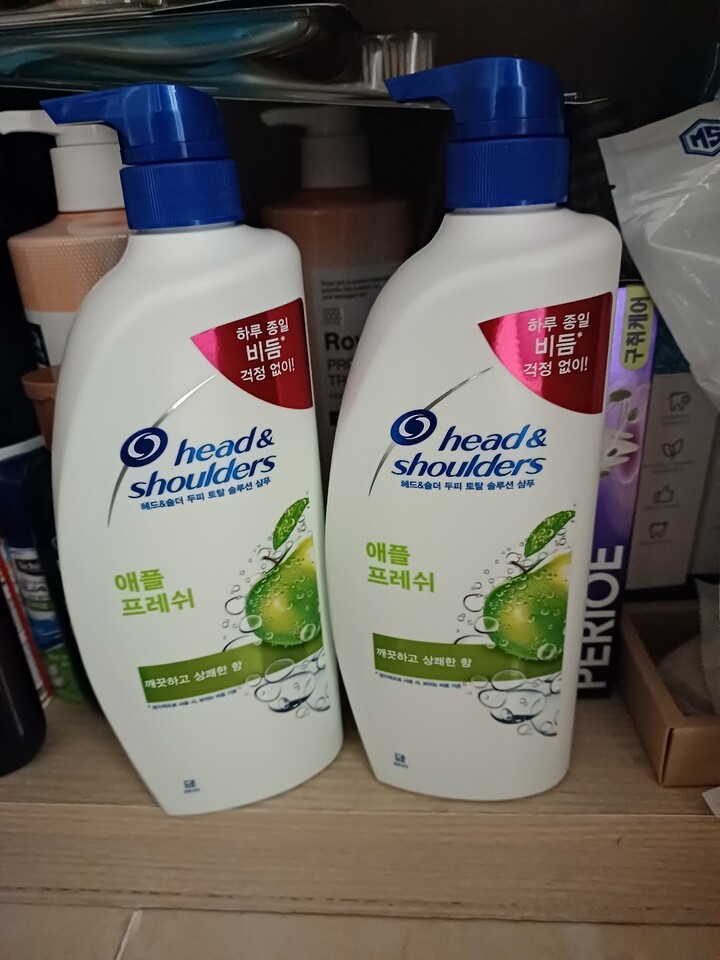 하루 종일
비듬*
걱정 없이!
head &
shoulders
헤드&숄더 두피 토탈 솔루션 샴푸
애플
프레쉬
깨끗하고 상쾌한 향
하루 종일
비듬*
걱정 없이!
head &
shoulders
헤드&숄더 두피 토탈 솔루션 샴푸
애플
프레쉬
깨끗하고 상쾌한 향
구취케어
PERIOE
MS